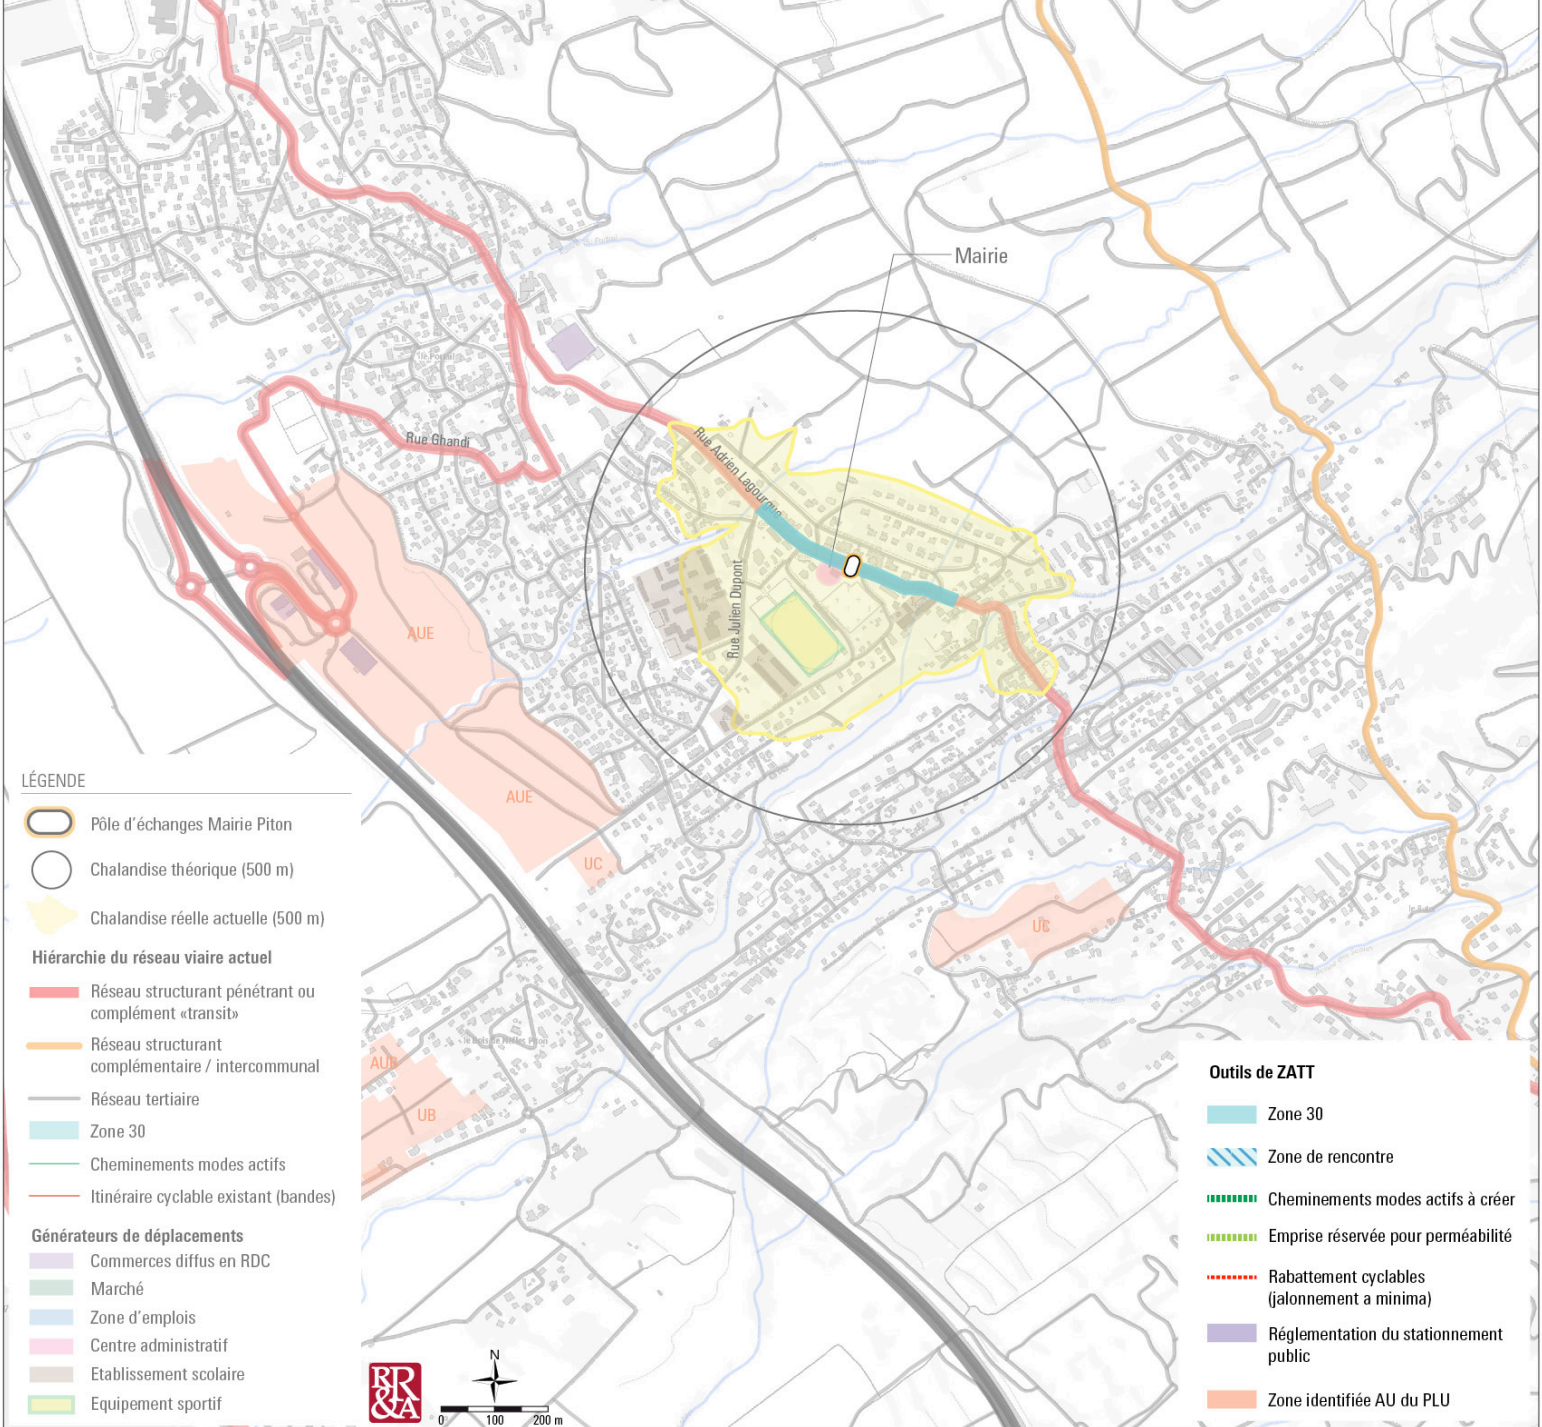 Mairie
Rue Ghandi
Rue Adrien Lagourgue
Rue Julien Dupont
AUE
AUE
UC
UC
AUB
UB
LÉGENDE
Pôle d'échanges Mairie Piton
Chalandise théorique (500 m)
Chalandise réelle actuelle (500 m)
Hiérarchie du réseau viaire actuel
Réseau structurant pénétrant ou
complément «transit»
Réseau structurant
complémentaire / intercommunal
Réseau tertiaire
Zone 30
Cheminements modes actifs
Itinéraire cyclable existant (bandes)
Générateurs de déplacements
Commerces diffus en RDC
Marché
Zone d'emplois
Centre administratif
Etablissement scolaire
Equipement sportif
RR
&A
N
0 100 200 m
Outils de ZATT
Zone 30
Zone de rencontre
Cheminements modes actifs à créer
Emprise réservée pour perméabilité
Rabattement cyclables
(jalonnement a minima)
Réglementation du stationnement
public
Zone identifiée AU du PLU